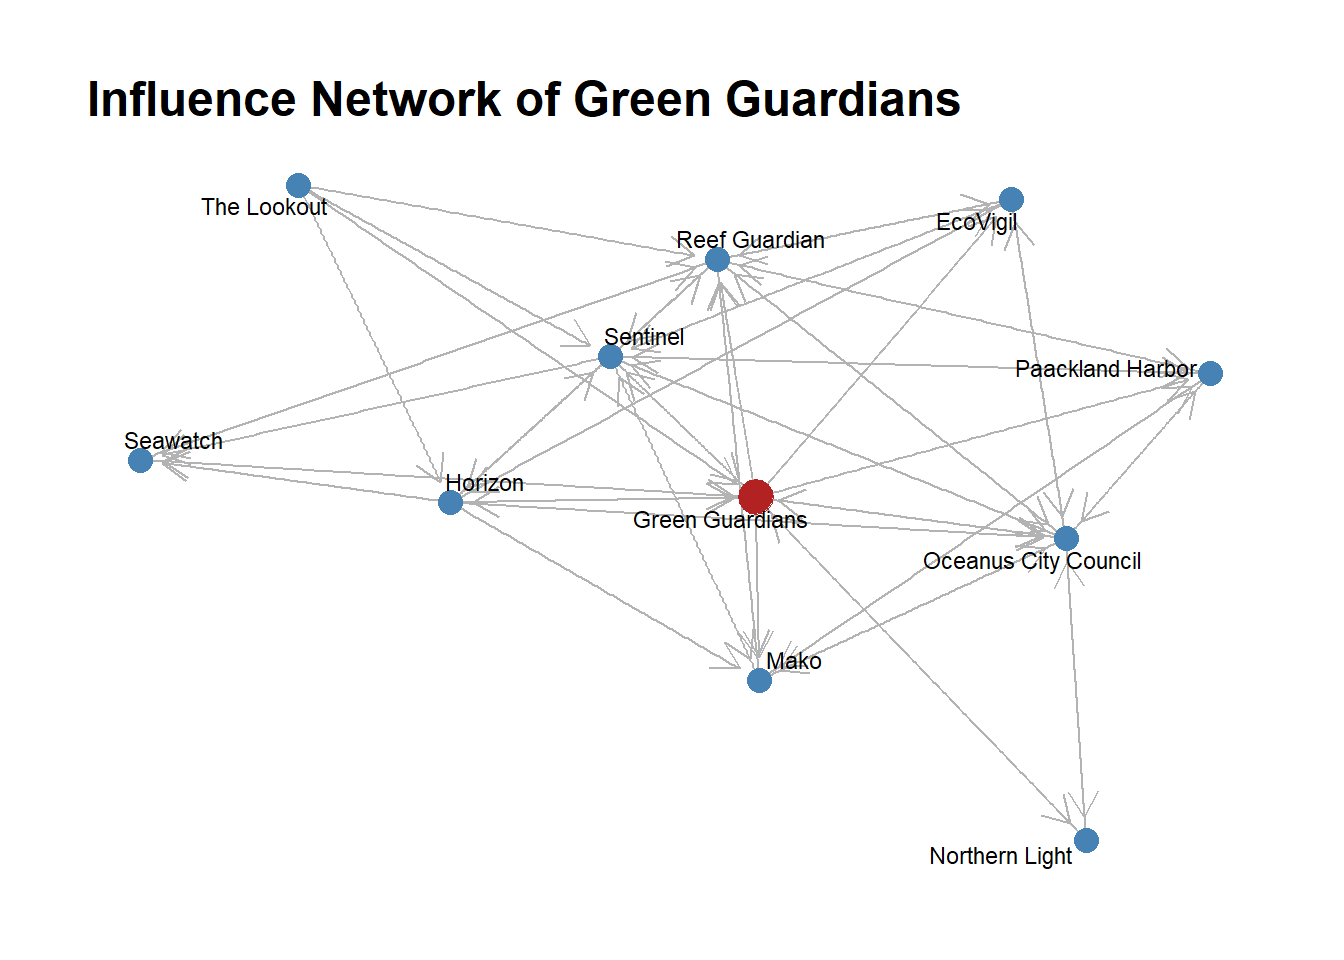 Influence Network of Green Guardians
The Lookout
EcoVigil
Reef Guardian
Sentinel
Paackland Harbor
Seawatch
Horizon
Green Guardians
Oceanus City Council
Mako
Northern Light